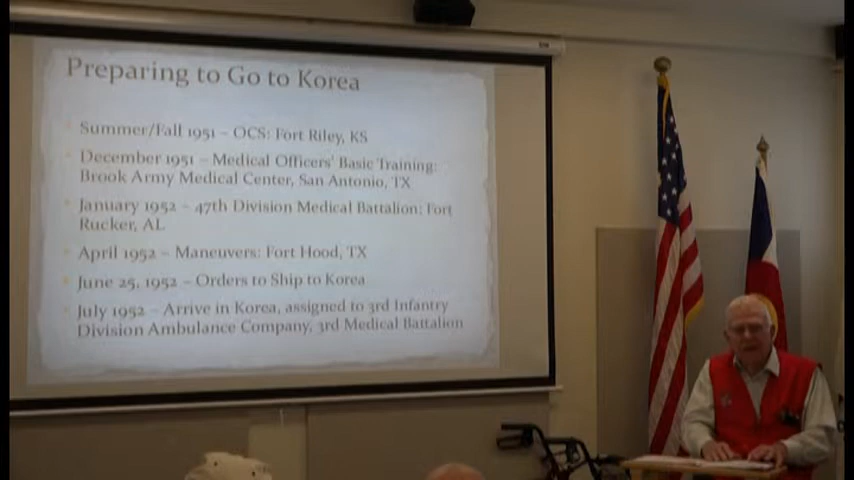 Preparing to Go to Korea
Summer/Fall 1951 – OCS: Fort Riley, KS
December 1951 – Medical Officers' Basic Training:
Brook Army Medical Center, San Antonio, TX
January 1952 – 47th Division Medical Battalion: Fort
Rucker, AL
April 1952 – Maneuvers: Fort Hood, TX
June 25, 1952 – Orders to Ship to Korea
July 1952 – Arrive in Korea, assigned to 3rd Infantry
Division Ambulance Company, 3rd Medical Battalion